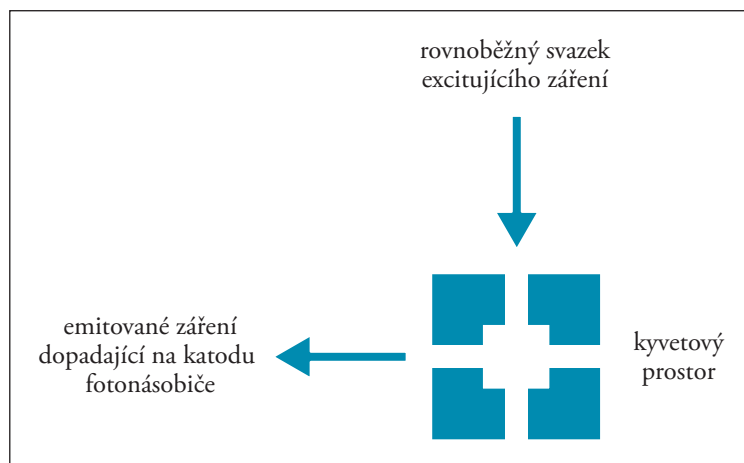 rovnoběžný svazek
excitujícího záření
emitované záření
dopadající na katodu
fotonásobiče
kyvetový
prostor